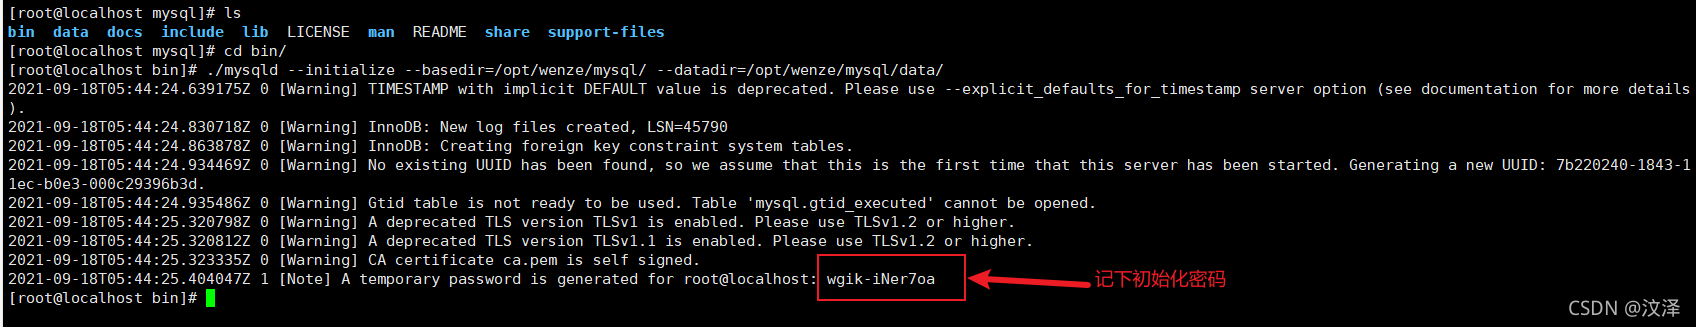 [root@localhost mysql]# ls
bin data docs include lib LICENSE man README share support-files
[root@localhost mysql]# cd bin/
[root@localhost bin]# ./mysqld --initialize --basedir=/opt/wenze/mysql/ --datadir=/opt/wenze/mysql/data/
2021-09-18T05:44:24.639175Z 0 [Warning] TIMESTAMP with implicit DEFAULT value is deprecated. Please use --explicit_defaults_for_timestamp server option (see documentation for more details
).
2021-09-18T05:44:24.830718Z 0 [Warning] InnoDB: New log files created, LSN=45790
2021-09-18T05:44:24.863878Z 0 [Warning] InnoDB: Creating foreign key constraint system tables.
2021-09-18T05:44:24.934469Z 0 [Warning] No existing UUID has been found, so we assume that this is the first time that this server has been started. Generating a new UUID: 7b220240-1843-1
1ec-b0e3-000c29396b3d.
2021-09-18T05:44:24.935486Z 0 [Warning] Gtid table is not ready to be used. Table 'mysql.gtid_executed' cannot be opened.
2021-09-18T05:44:25.320798Z 0 [Warning] A deprecated TLS version TLSv1 is enabled. Please use TLSv1.2 or higher.
2021-09-18T05:44:25.320812Z 0 [Warning] A deprecated TLS version TLSv1.1 is enabled. Please use TLSv1.2 or higher.
2021-09-18T05:44:25.323335Z 0 [Warning] CA certificate ca.pem is self signed.
2021-09-18T05:44:25.404047Z 1 [Note] A temporary password is generated for root@localhost: wgik-iNer7oa 记下初始化密码
[root@localhost bin]#
CSDN @汶泽